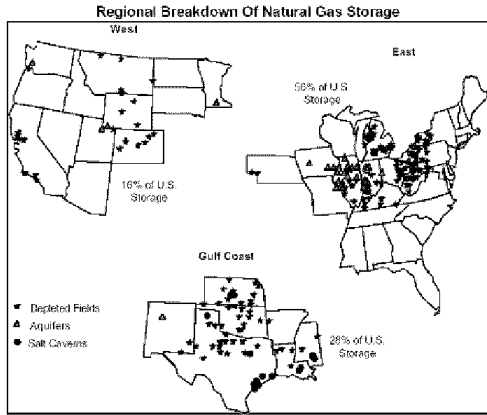 Regional Breakdown Of Natural Gas Storage
West
East
56% of U.S
Storage
16% of U.S.
Storage
Gulf Coast
Depleted Fields
Aquifers
Salt Caverns
28% of U.S.
Storage